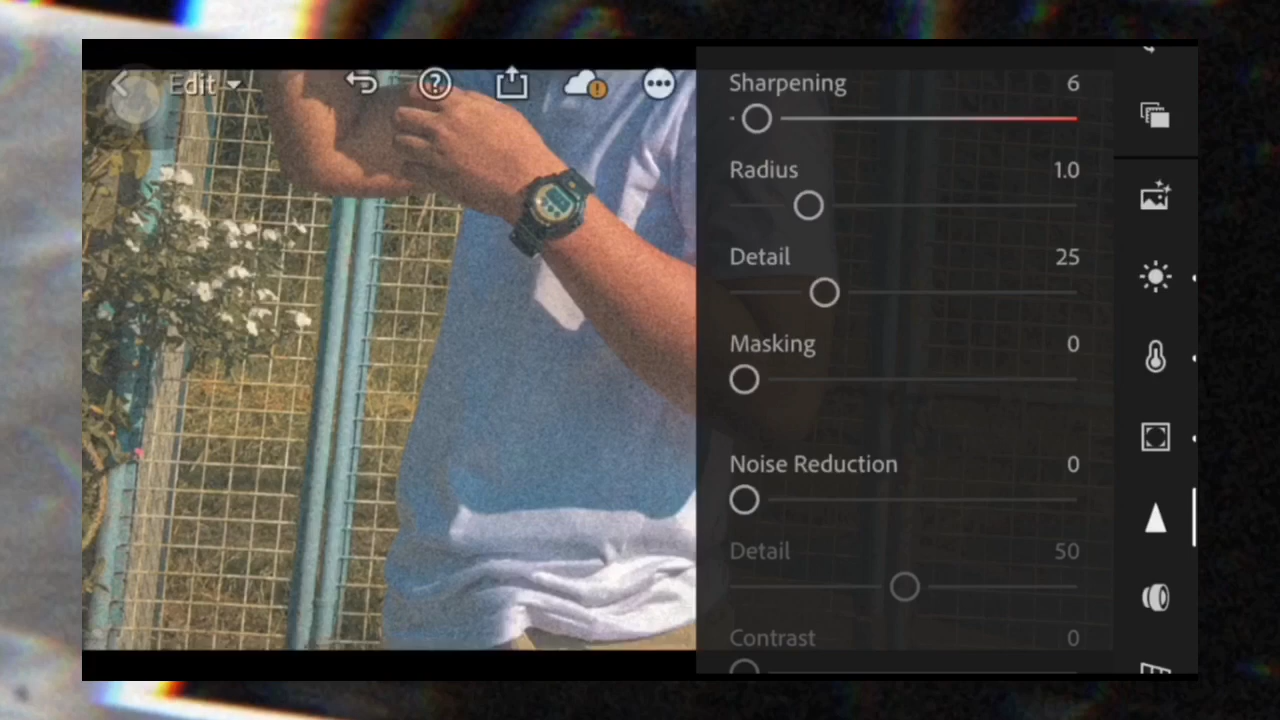 Edit
Sharpening 6
Radius 1.0
Detail 25
Masking 0
Noise Reduction 0
Detail 50
Contrast 0